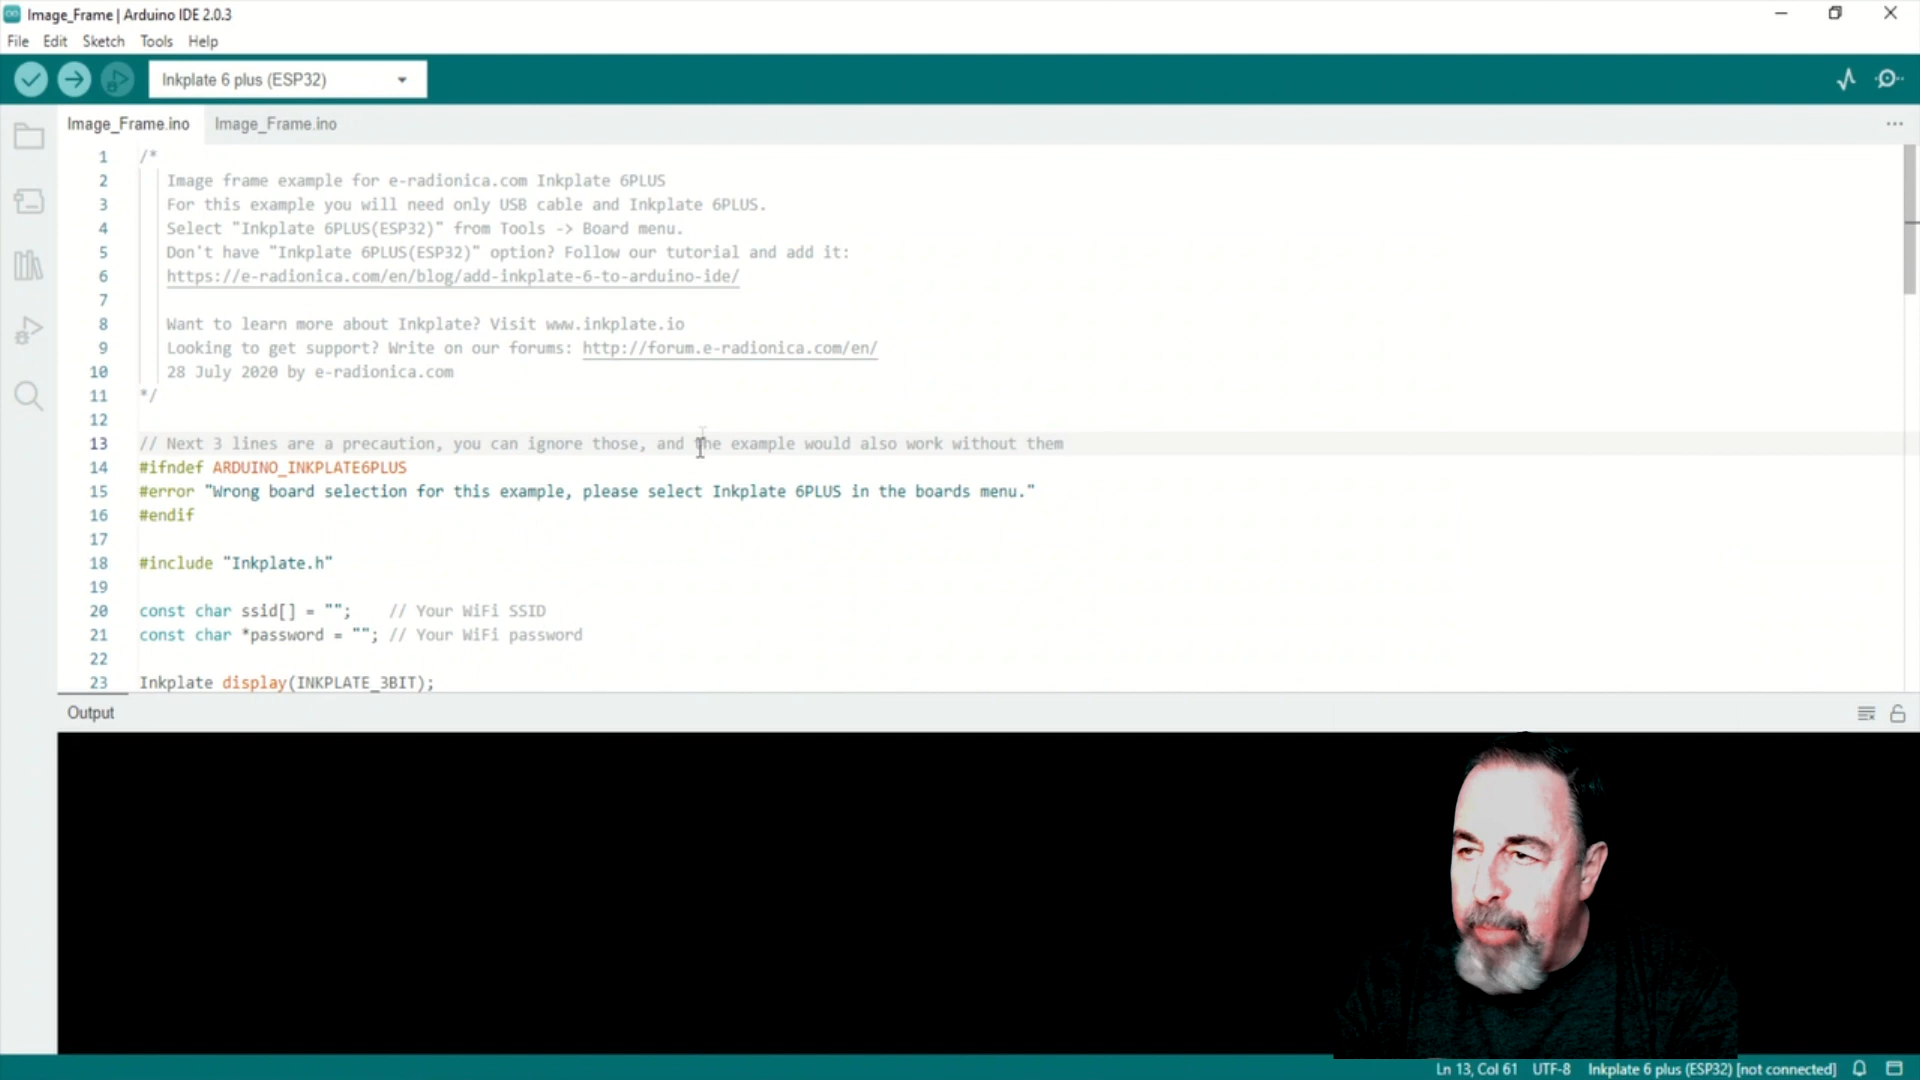 Image_Frame | Arduino IDE 2.0.3
File Edit Sketch Tools Help
Inkplate 6 plus (ESP32)
Image_Frame.ino Image_Frame.ino
1 /*
2 Image frame example for e-radionica.com Inkplate 6PLUS
3 For this example you will need only USB cable and Inkplate 6PLUS.
4 Select "Inkplate 6PLUS(ESP32)" from Tools -> Board menu.
5 Don't have "Inkplate 6PLUS(ESP32)" option? Follow our tutorial and add it:
6 https://e-radionica.com/en/blog/add-inkplate-6-to-arduino-ide/
7
8 Want to learn more about Inkplate? Visit www.inkplate.io
9 Looking to get support? Write on our forums: http://forum.e-radionica.com/en/
10 28 July 2020 by e-radionica.com
11 */
12
13 // Next 3 lines are a precaution, you can ignore those, and the example would also work without them
14 #ifndef ARDUINO_INKPLATE6PLUS
15 #error "Wrong board selection for this example, please select Inkplate 6PLUS in the boards menu."
16 #endif
17
18 #include "Inkplate.h"
19
20 const char ssid[] = "";    // Your WiFi SSID
21 const char *password = ""; // Your WiFi password
22
23 Inkplate display(INKPLATE_3BIT);
Output
Ln 13, Col 61 UTF-8 Inkplate 6 plus (ESP32) [not connected]